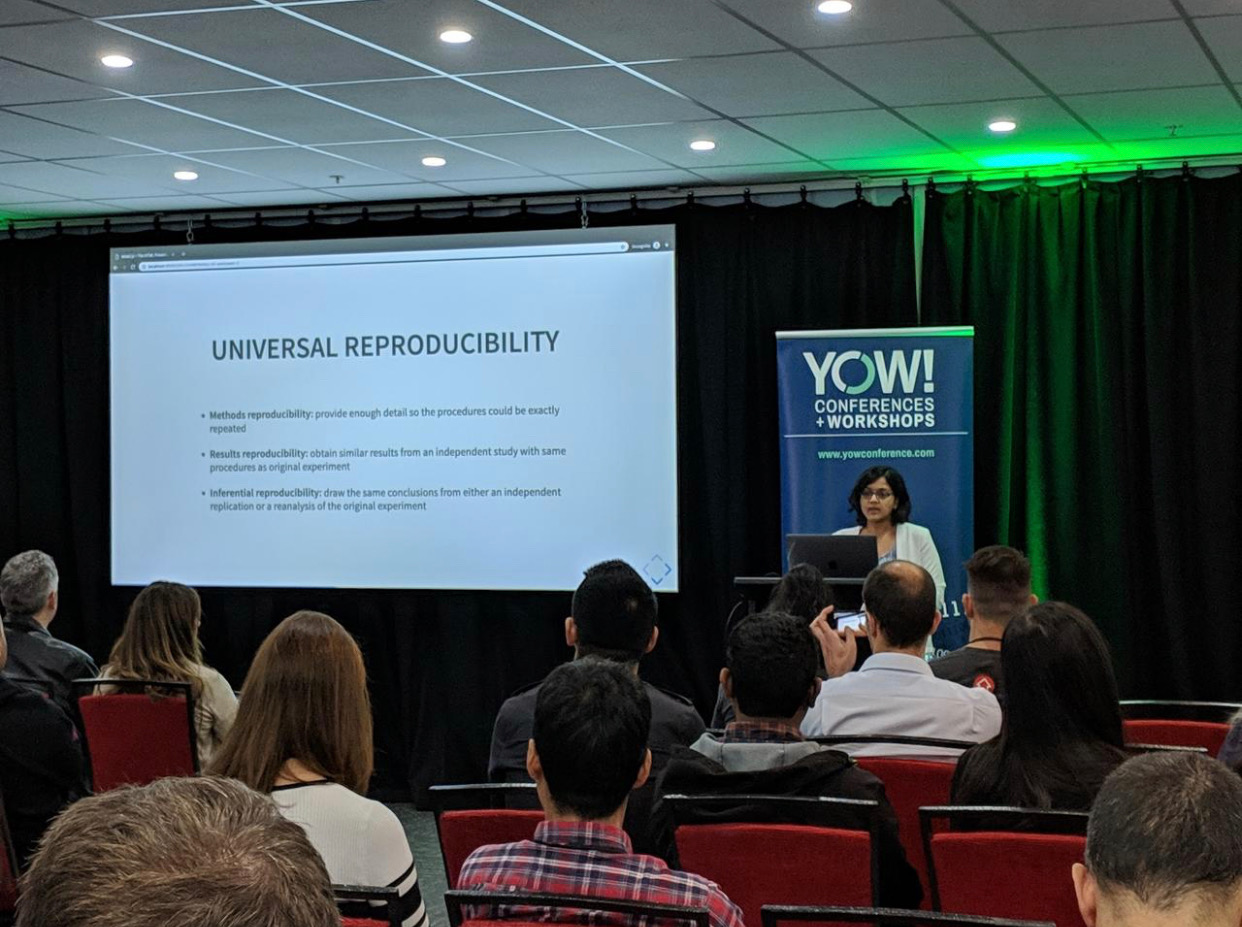 UNIVERSAL REPRODUCIBILITY
• Methods reproducibility: provide enough detail so the procedures could be exactly
repeated
• Results reproducibility: obtain similar results from an independent study with same
procedures as original experiment
• Inferential reproducibility: draw the same conclusions from either an independent
replication or a reanalysis of the original experiment
YOW!
CONFERENCES
+WORKSHOPS
www.yowconference.com